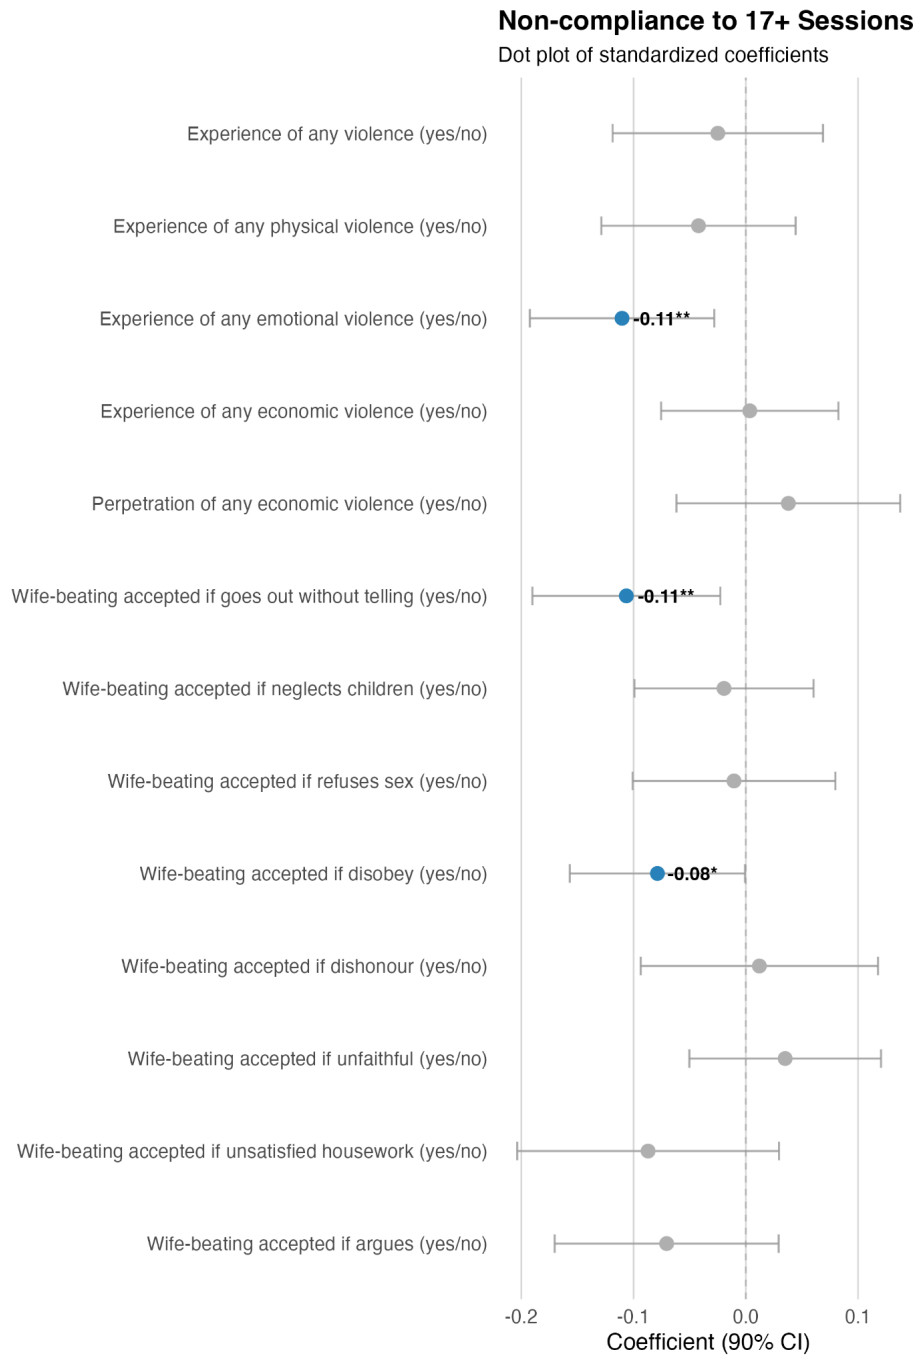 Non-compliance to 17+ Sessions
Dot plot of standardized coefficients
Experience of any violence (yes/no)
Experience of any physical violence (yes/no)
Experience of any emotional violence (yes/no)
-0.11**
Experience of any economic violence (yes/no)
Perpetration of any economic violence (yes/no)
Wife-beating accepted if goes out without telling (yes/no)
-0.11**
Wife-beating accepted if neglects children (yes/no)
Wife-beating accepted if refuses sex (yes/no)
Wife-beating accepted if disobey (yes/no)
-0.08*
Wife-beating accepted if dishonour (yes/no)
Wife-beating accepted if unfaithful (yes/no)
Wife-beating accepted if unsatisfied housework (yes/no)
Wife-beating accepted if argues (yes/no)
-0.2 -0.1 0.0 0.1
Coefficient (90% CI)